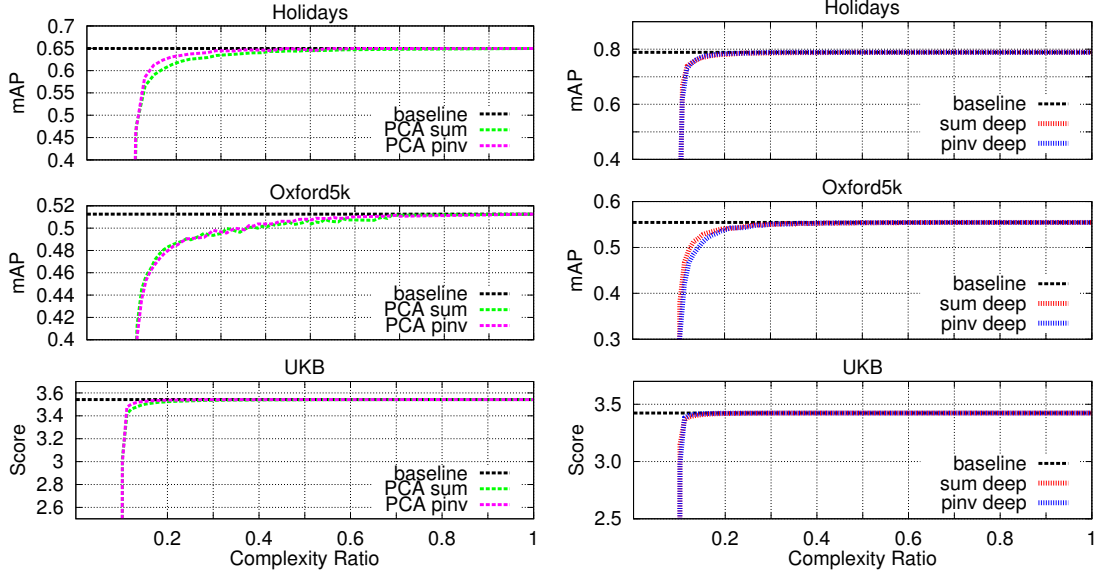 Holidays
mAP
0.65
0.6
0.55
0.5
0.45
0.4
baseline
PCA sum
PCA pinv
Holidays
mAP
0.8
0.6
0.4
baseline
sum deep
pinv deep
Oxford5k
mAP
0.52
0.5
0.48
0.46
0.44
0.42
0.4
baseline
PCA sum
PCA pinv
Oxford5k
mAP
0.6
0.5
0.4
0.3
baseline
sum deep
pinv deep
UKB
Score
3.6
3.4
3.2
3
2.8
2.6
baseline
PCA sum
PCA pinv
0.2 0.4 0.6 0.8 1
Complexity Ratio
UKB
Score
3.5
3.0
2.5
baseline
sum deep
pinv deep
0.2 0.4 0.6 0.8 1
Complexity Ratio